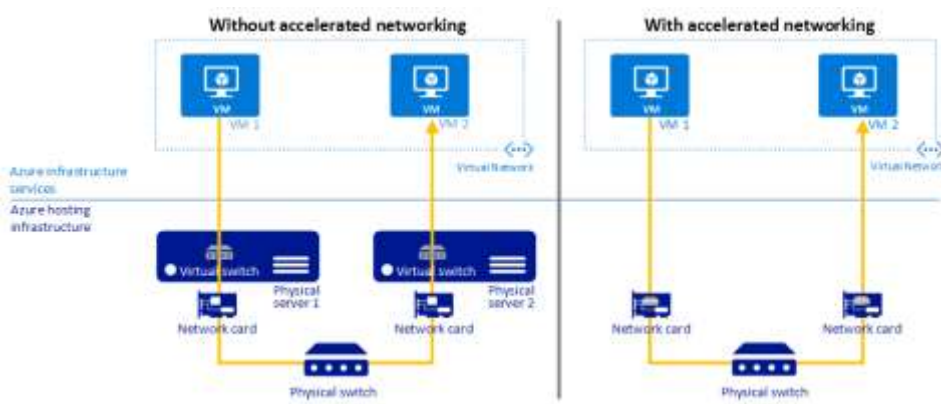 Without accelerated networking
With accelerated networking
VM
VM 1
VM
VM 2
VM
VM 1
VM
VM 2
Virtual Network
Virtual Network
Azure infrastructure
services
Azure hosting
infrastructure
Virtual switch
Physical
server 1
Virtual switch
Physical
server 2
Network card
Network card
Network card
Network card
Physical switch
Physical switch